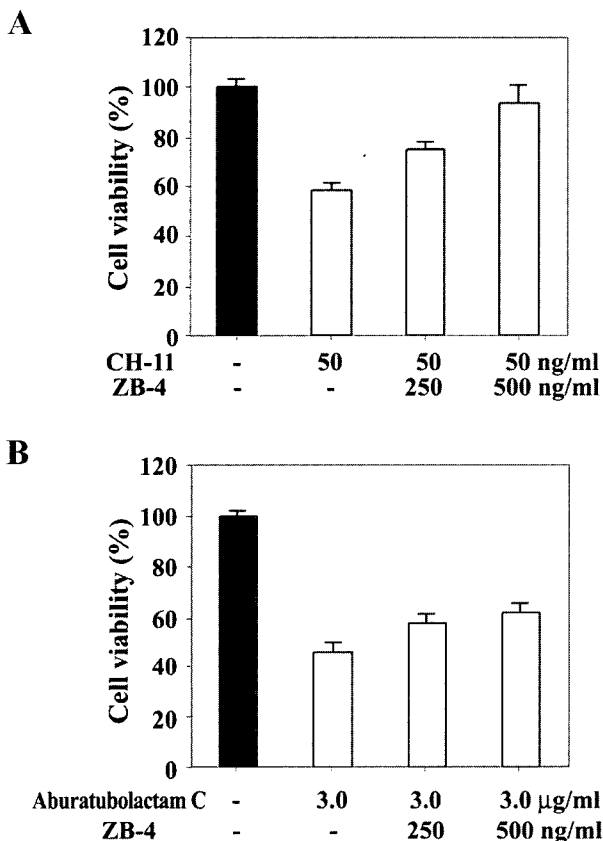 A
Cell viability (%)
120
100
80
60
40
20
0
CH-11 - 50 50 50 ng/ml
ZB-4 - - 250 500 ng/ml
B
Cell viability (%)
120
100
80
60
40
20
0
Aburatubolactam C - 3.0 3.0 3.0 µg/ml
ZB-4 - - 250 500 ng/ml